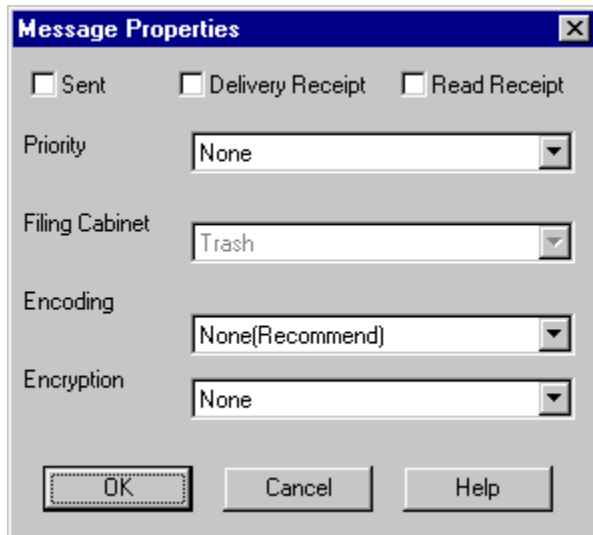 Message Properties
Sent Delivery Receipt Read Receipt
Priority None
Filing Cabinet Trash
Encoding None(Recommend)
Encryption None
OK Cancel Help